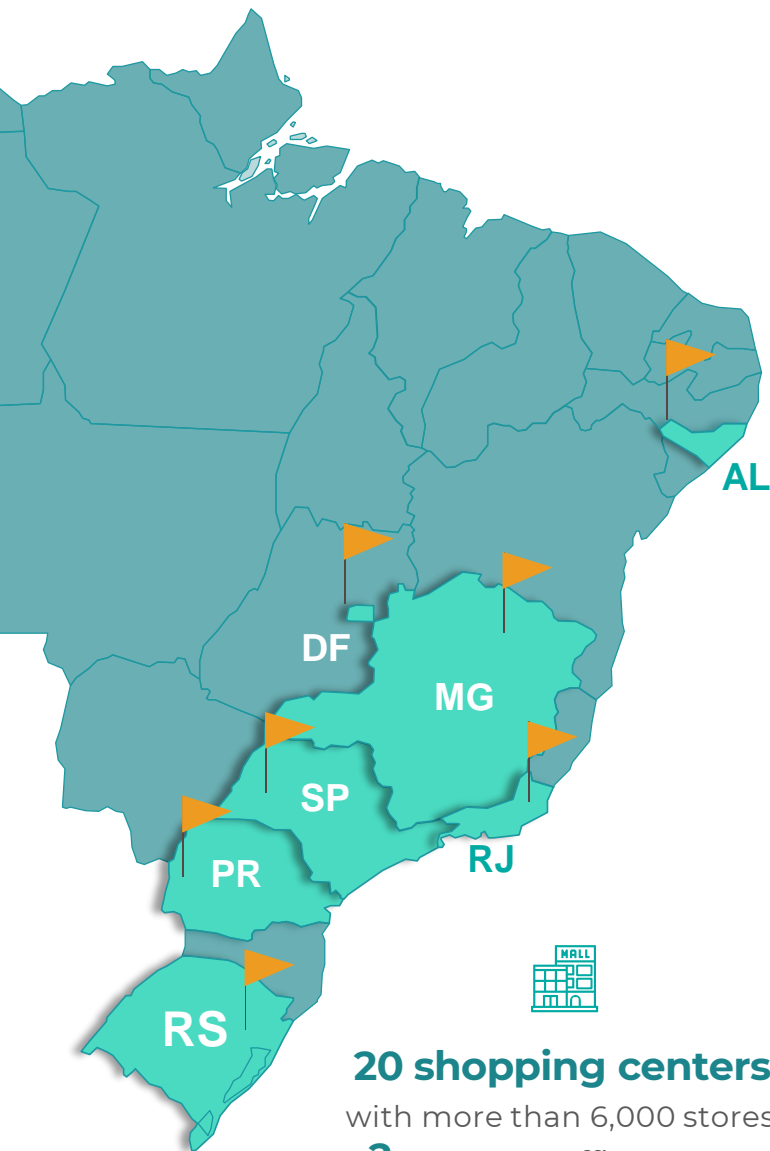 AL
DF
MG
SP
RJ
PR
RS
MALL
20 shopping centers
with more than 6,000 stores